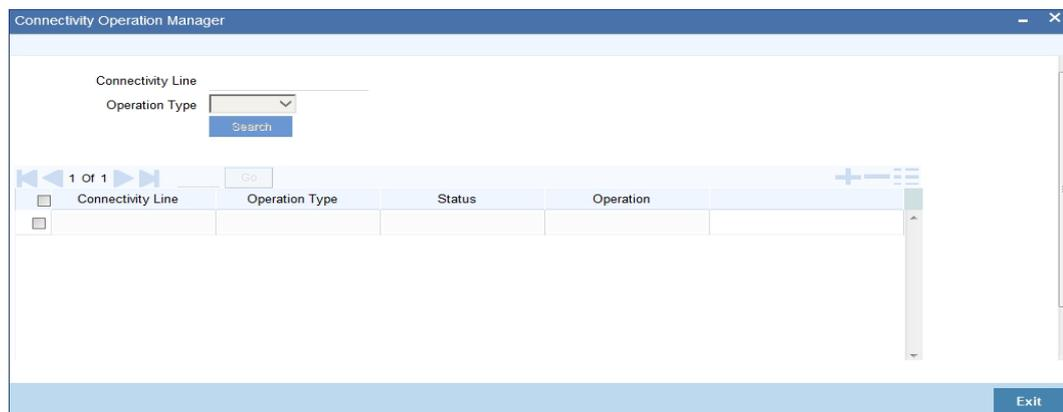 Connectivity Operation Manager
Connectivity Line
Operation Type
Search
1 Of 1 Go
Connectivity Line Operation Type Status Operation
Exit